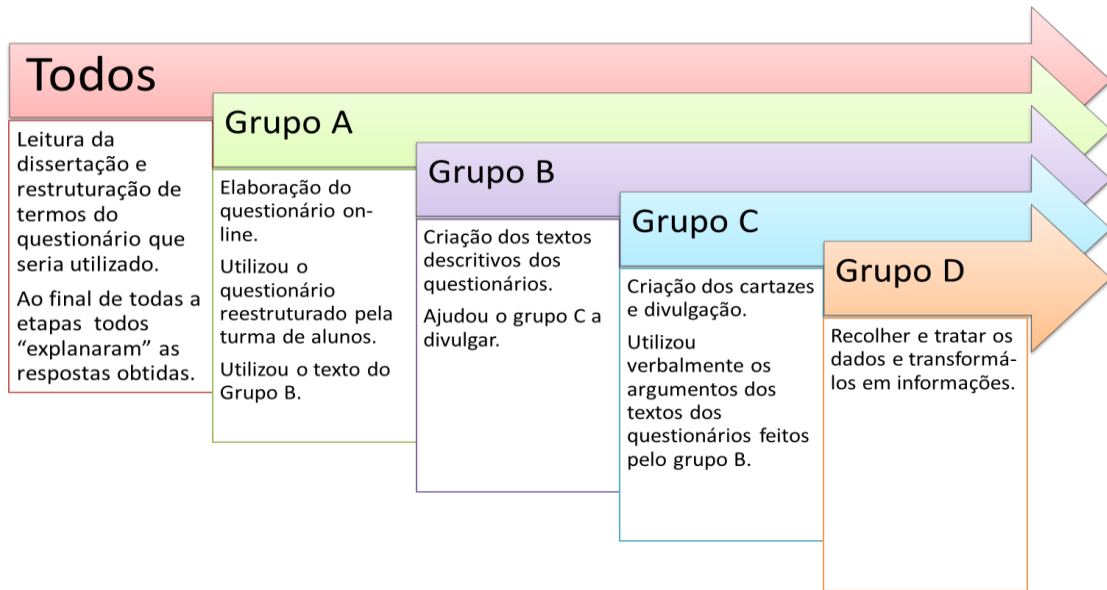 Todos
Leitura da
dissertação e
restruturação de
termos do
questionário que
seria utilizado.
Ao final de todas a
etapas todos
“explanaram” as
respostas obtidas.
Grupo A
Elaboração do
questionário on-
line.
Utilizou o
questionário
reestruturado pela
turma de alunos.
Utilizou o texto do
Grupo B.
Grupo B
Criação dos textos
descritivos dos
questionários.
Ajudou o grupo C a
divulgar.
Grupo C
Criação dos cartazes
e divulgação.
Utilizou
verbalmente os
argumentos dos
textos dos
questionários feitos
pelo grupo B.
Grupo D
Recolher e tratar os
dados e transformá-
los em informações.